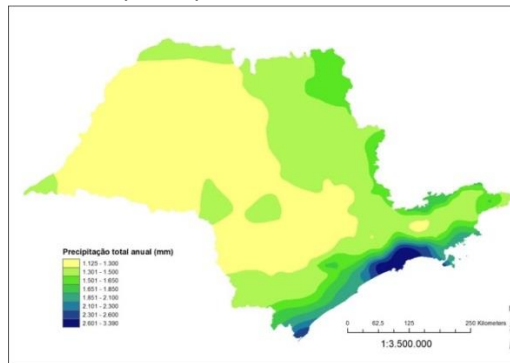 Precipitação total anual (mm)
1.125 - 1.300
1.301 - 1.500
1.501 - 1.650
1.651 - 1.850
1.851 - 2.100
2.101 - 2.300
2.301 - 2.600
2.601 - 3.390
0 62,5 125 250 Kilometers
1:3.500.000